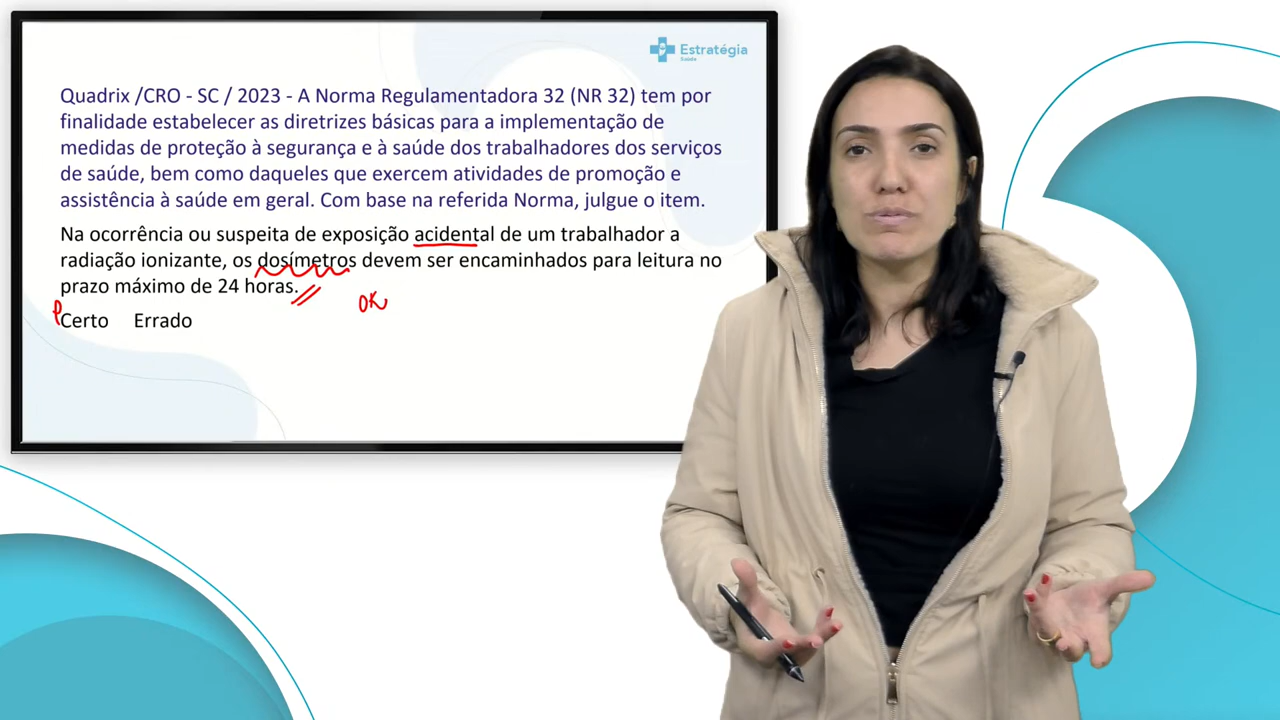 Estratégia
Saúde
Quadrix /CRO - SC / 2023 - A Norma Regulamentadora 32 (NR 32) tem por
finalidade estabelecer as diretrizes básicas para a implementação de
medidas de proteção à segurança e à saúde dos trabalhadores dos serviços
de saúde, bem como daqueles que exercem atividades de promoção e
assistência à saúde em geral. Com base na referida Norma, julgue o item.
Na ocorrência ou suspeita de exposição acidental de um trabalhador a
radiação ionizante, os dosímetros devem ser encaminhados para leitura no
prazo máximo de 24 horas.
OK
Certo Errado